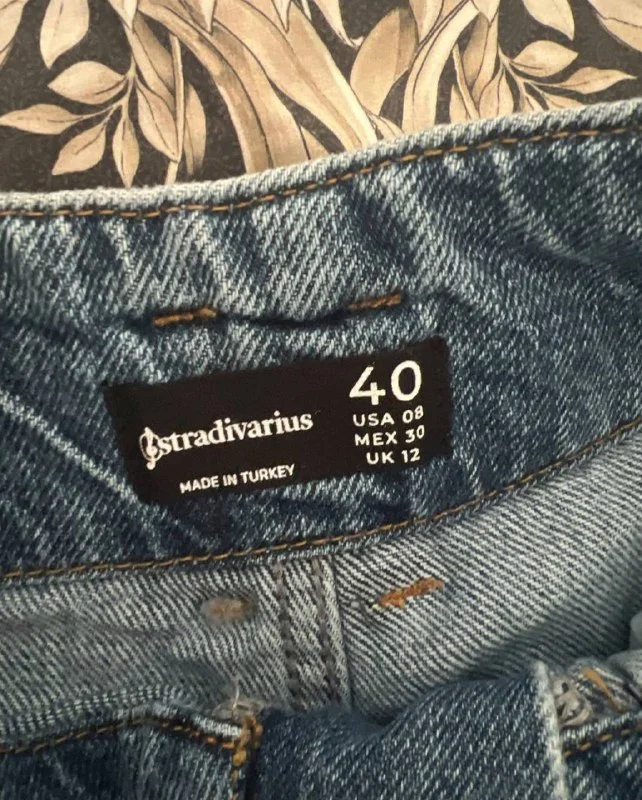 stradivarius
MADE IN TURKEY
40
USA 08
MEX 30
UK 12